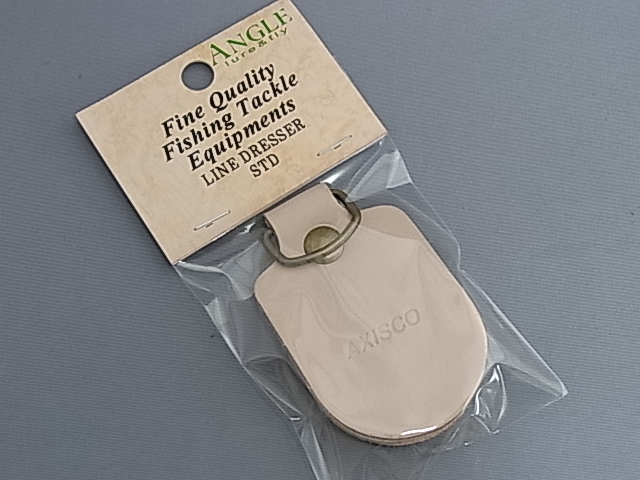 ANGLE
lure&fly
Fine Quality
Fishing Tackle
Equipments
LINE DRESSER
STD
AXISCO